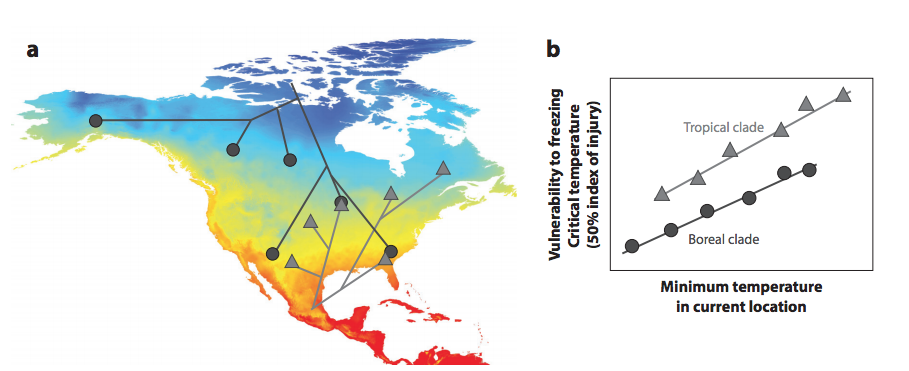 a
b
Vulnerability to freezing
Critical temperature
(50% index of injury)
Tropical clade
Boreal clade
Minimum temperature
in current location